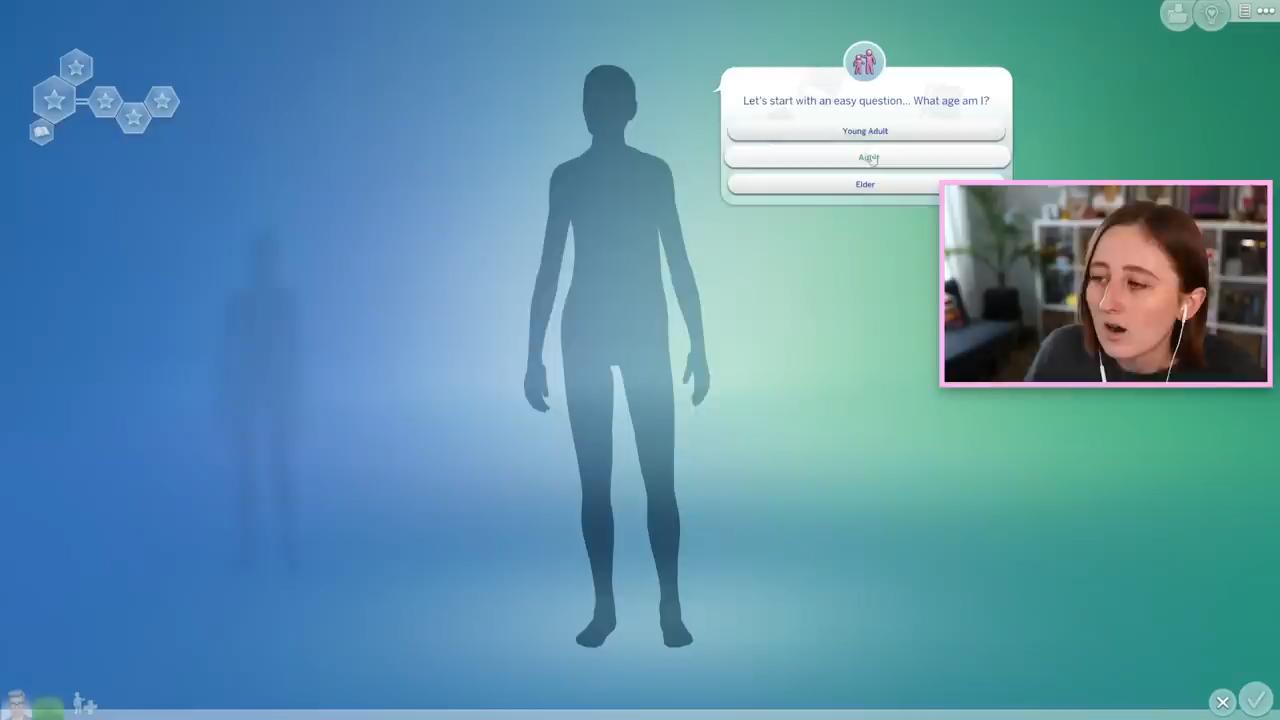 Let's start with an easy question... What age am I?
Young Adult
Elder